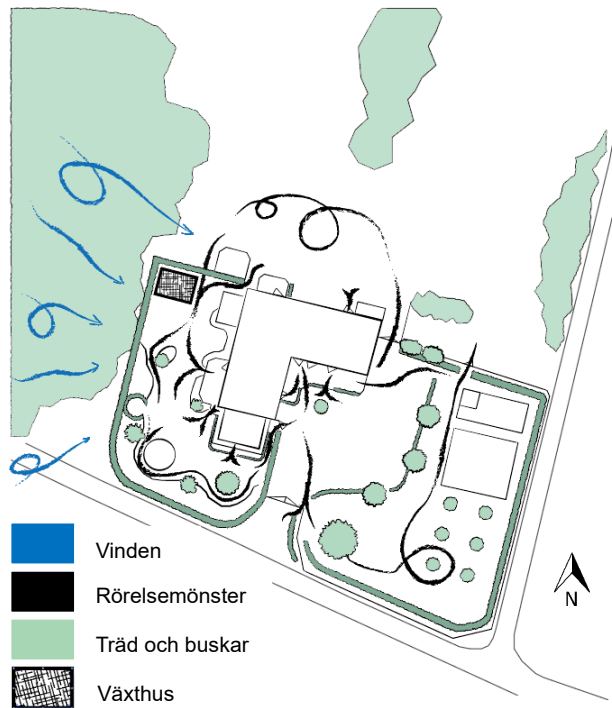 Vinden
Rörelsemönster
Träd och buskar
Växthus
N